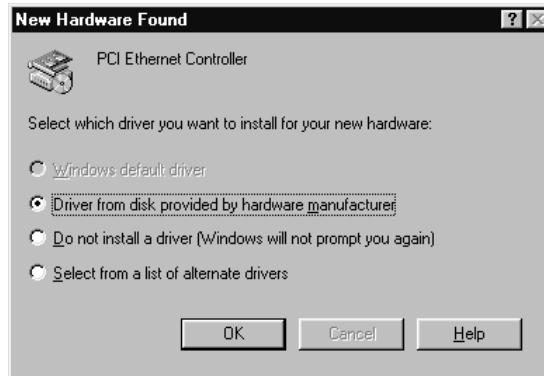 New Hardware Found
PCI Ethernet Controller
Select which driver you want to install for your new hardware:
Windows default driver
Driver from disk provided by hardware manufacturer
Do not install a driver (Windows will not prompt you again)
Select from a list of alternate drivers
OK
Cancel
Help